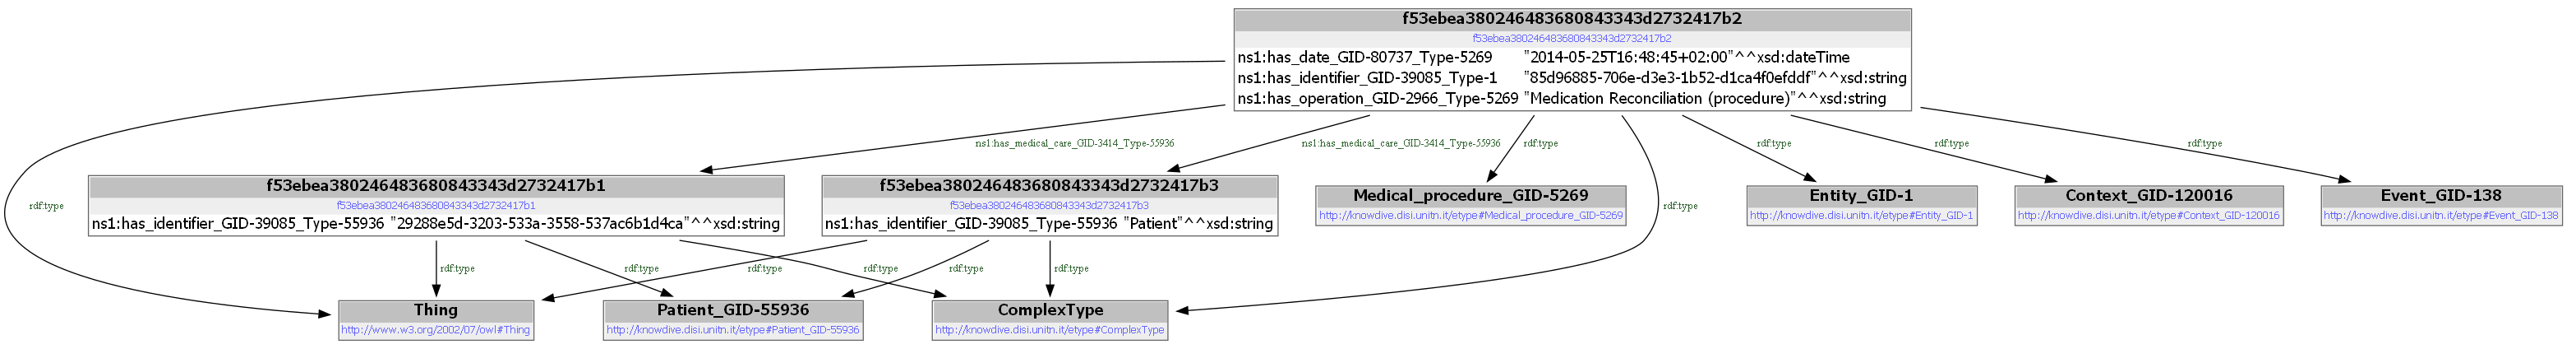 f53ebea380246483680843343d2732417b2
f53ebea380246483680843343d2732417b2
ns1:has_date_GID-80737_Type-5269 "2014-05-25T16:48:45+02:00"^^xsd:dateTime
ns1:has_identifier_GID-39085_Type-1 "85d96885-706e-d3e3-1b52-d1ca4f0efddf"^^xsd:string
ns1:has_operation_GID-2966_Type-5269 "Medication Reconciliation (procedure)"^^xsd:string
ns1:has_medical_care_GID-3414_Type-55936
ns1:has_medical_care_GID-3414_Type-55936
rdf:type
rdf:type
rdf:type
rdf:type
f53ebea380246483680843343d2732417b1
f53ebea380246483680843343d2732417b1
ns1:has_identifier_GID-39085_Type-55936 "29288e5d-3203-533a-3558-537ac6b1d4ca"^^xsd:string
f53ebea380246483680843343d2732417b3
f53ebea380246483680843343d2732417b3
ns1:has_identifier_GID-39085_Type-55936 "Patient"^^xsd:string
Medical_procedure_GID-5269
http://knowdive.disi.unitn.it/etype#Medical_procedure_GID-5269
Entity_GID-1
http://knowdive.disi.unitn.it/etype#Entity_GID-1
Context_GID-120016
http://knowdive.disi.unitn.it/etype#Context_GID-120016
Event_GID-138
http://knowdive.disi.unitn.it/etype#Event_GID-138
rdf:type
rdf:type
rdf:type
rdf:type
rdf:type
rdf:type
rdf:type
rdf:type
Thing
http://www.w3.org/2002/07/owl#Thing
Patient_GID-55936
http://knowdive.disi.unitn.it/etype#Patient_GID-55936
ComplexType
http://knowdive.disi.unitn.it/etype#ComplexType